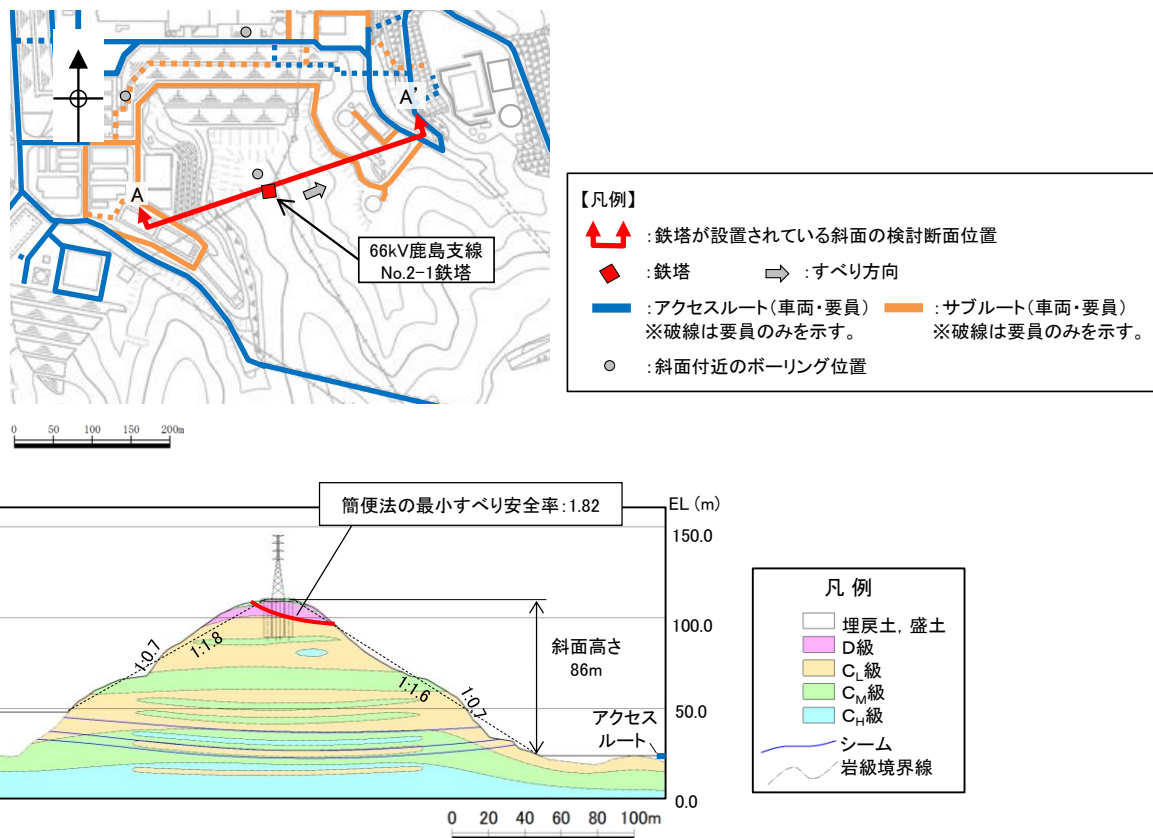 A
A'
66kV鹿島支線
No.2-1鉄塔
【凡例】
:鉄塔が設置されている斜面の検討断面位置
:鉄塔
:すべり方向
:アクセスルート(車両・要員)
※破線は要員のみを示す。
:サブルート(車両・要員)
※破線は要員のみを示す。
:斜面付近のボーリング位置
0 50 100 150 200m
簡便法の最小すべり安全率:1.82
EL (m)
150.0
100.0
50.0
0.0
1:0.7
1:1.8
1:1.6
1:0.7
斜面高さ
86m
アクセス
ルート
0 20 40 60 80 100m
凡 例
埋戻土, 盛土
D級
CL級
CM級
CH級
シーム
岩級境界線